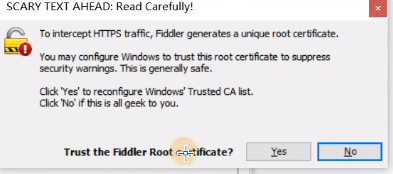 SCARY TEXT AHEAD: Read Carefully!
To intercept HTTPS traffic, Fiddler generates a unique root certificate.
You may configure Windows to trust this root certificate to suppress
security warnings. This is generally safe.
Click 'Yes' to reconfigure Windows' Trusted CA list.
Click 'No' if this is all geek to you.
Trust the Fiddler Root Certificate?
Yes
No